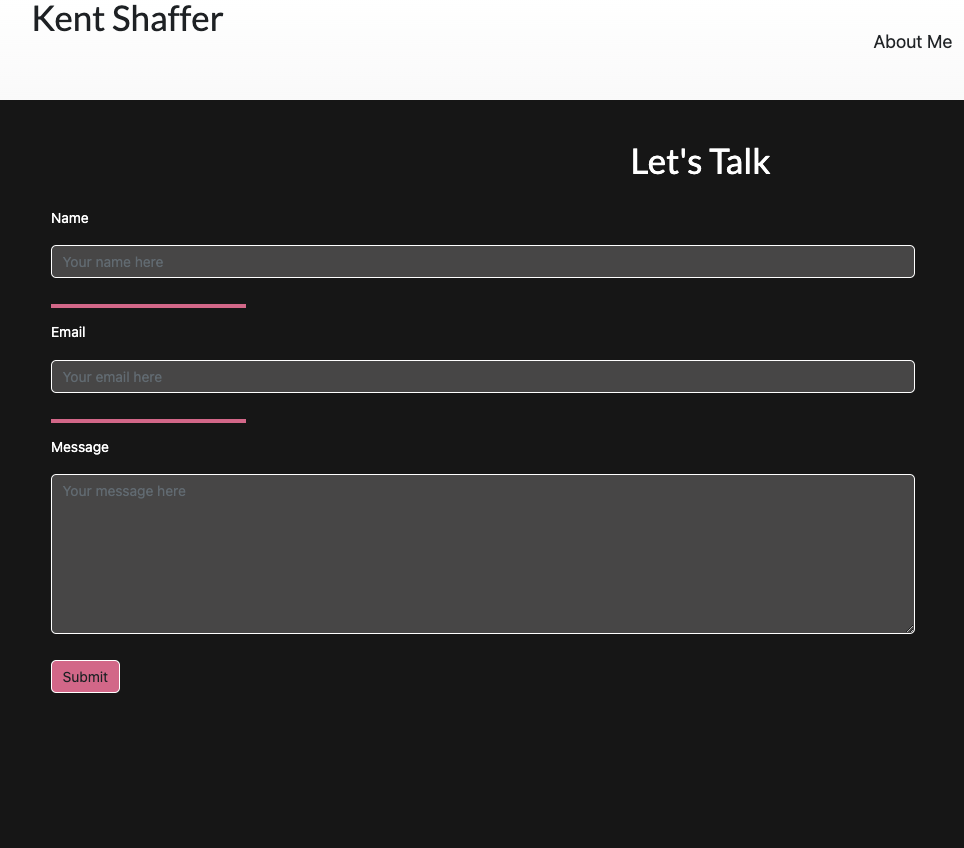 Kent Shaffer
About Me
Let's Talk
Name
Your name here
Email
Your email here
Message
Your message here
Submit